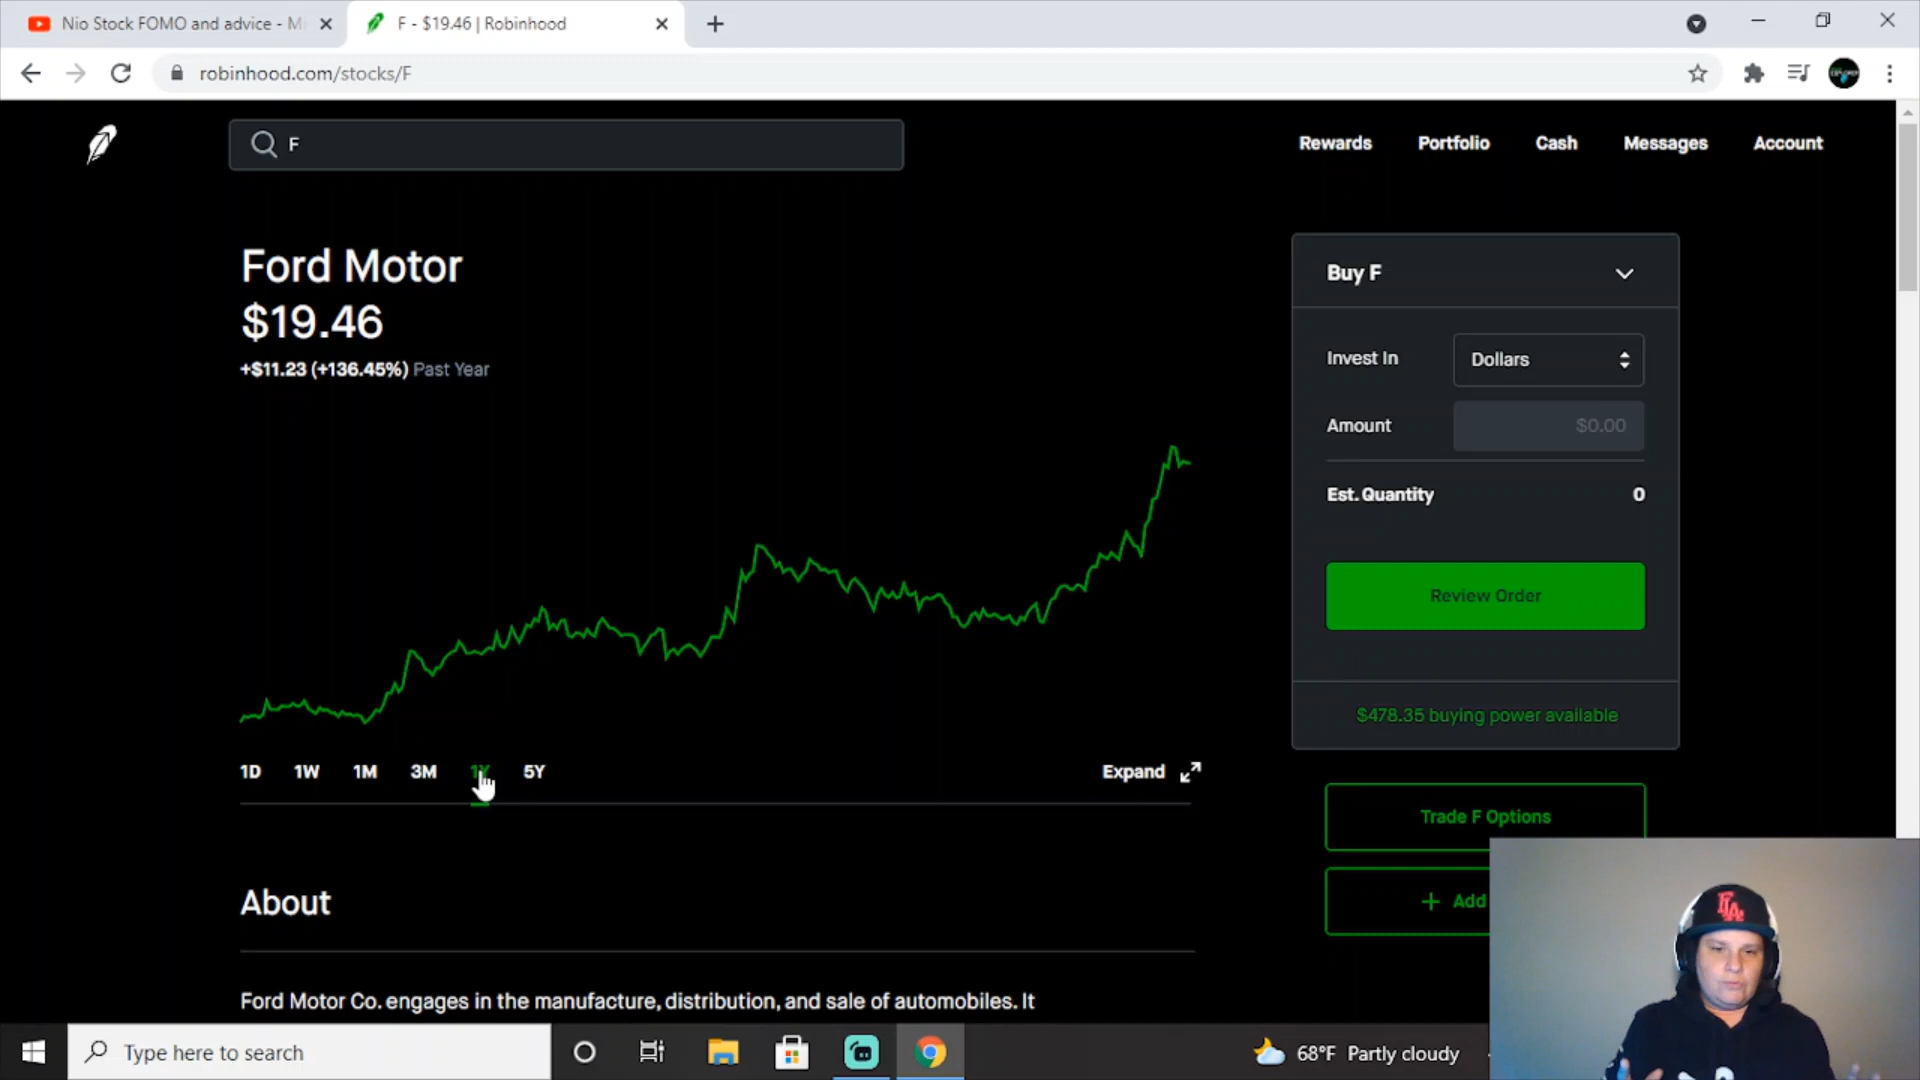 Nio Stock FOMO and advice - M
F - $19.46 | Robinhood
robinhood.com/stocks/F
F
Rewards
Portfolio
Cash
Messages
Account
Ford Motor
$19.46
+$11.23 (+136.45%) Past Year
Buy F
Invest In
Dollars
Amount
$0.00
Est. Quantity
0
Review Order
$478.35 buying power available
1D
1W
1M
3M
1Y
5Y
Expand
Trade F Options
+ Add
About
Ford Motor Co. engages in the manufacture, distribution, and sale of automobiles. It
Type here to search
68°F Partly cloudy